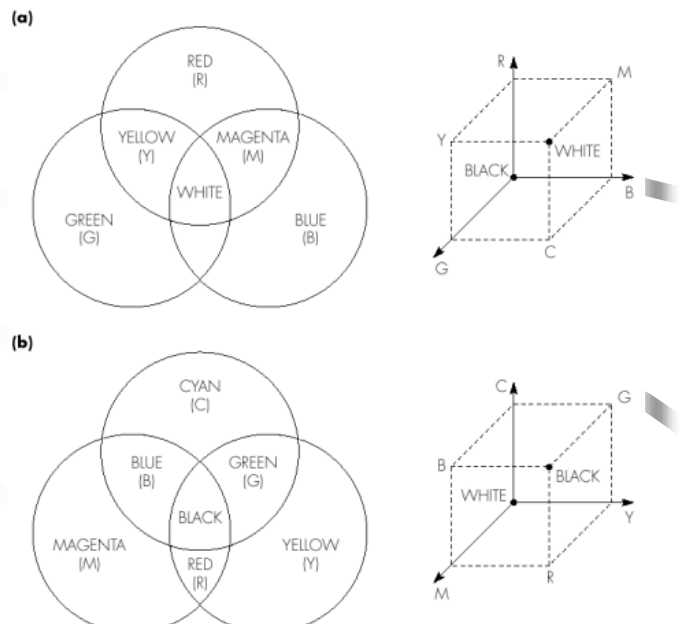 (a)
RED
(R)
YELLOW
(Y)
MAGENTA
(M)
WHITE
GREEN
(G)
BLUE
(B)
R
M
Y
WHITE
BLACK
B
C
G
(b)
CYAN
(C)
BLUE
(B)
GREEN
(G)
BLACK
MAGENTA
(M)
YELLOW
(Y)
RED
(R)
C
G
B
BLACK
WHITE
Y
R
M